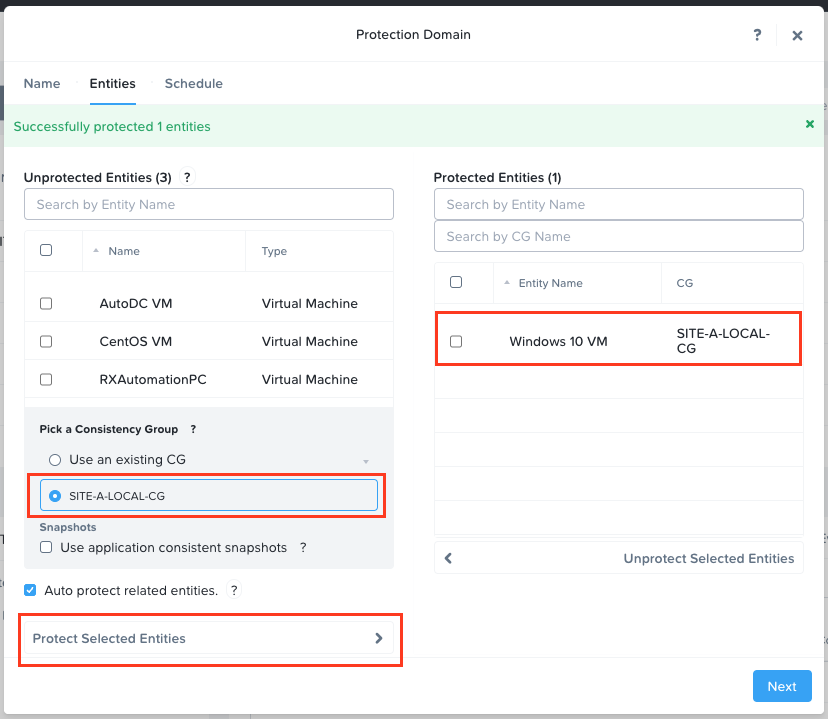 Protection Domain
?
Name
Entities
Schedule
Successfully protected 1 entities
Unprotected Entities (3) ?
Search by Entity Name
Name Type
AutoDC VM Virtual Machine
CentOS VM Virtual Machine
RXAutomationPC Virtual Machine
Pick a Consistency Group ?
Use an existing CG
SITE-A-LOCAL-CG
Snapshots
Use application consistent snapshots ?
Auto protect related entities. ?
Protect Selected Entities
Protected Entities (1)
Search by Entity Name
Search by CG Name
Entity Name CG
Windows 10 VM SITE-A-LOCAL-
CG
Unprotect Selected Entities
Next